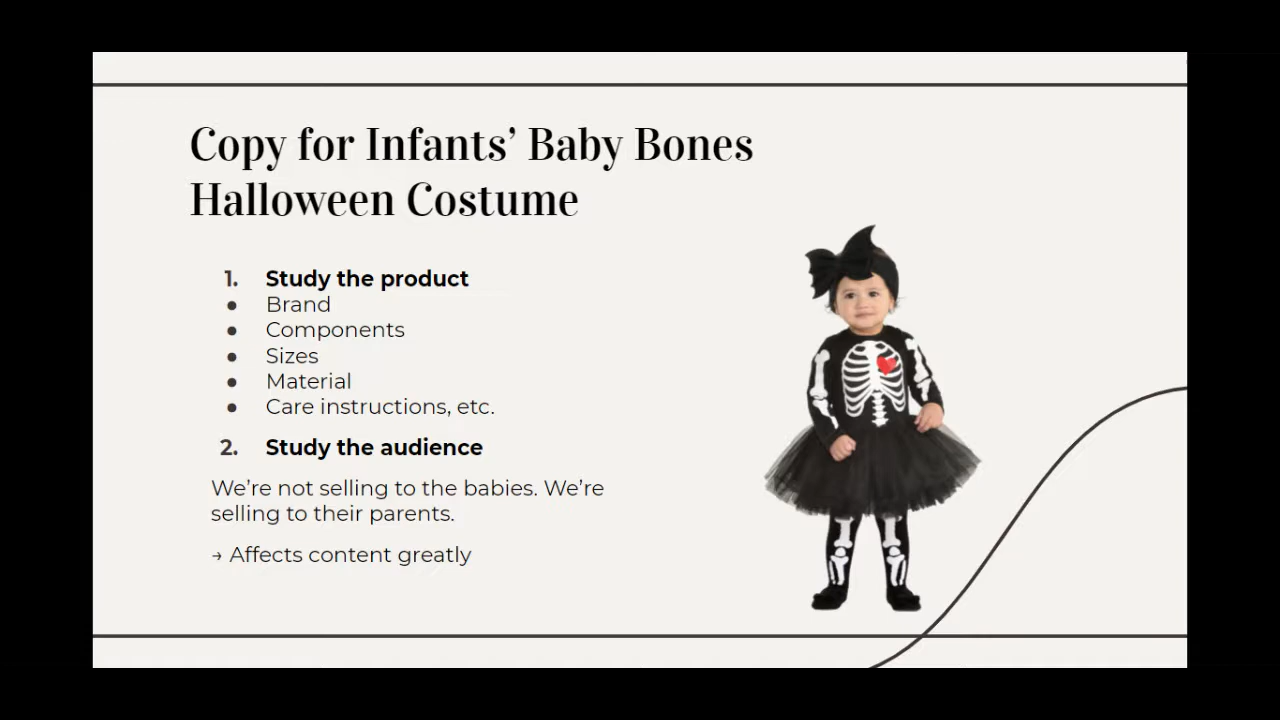 Copy for Infants’ Baby Bones
Halloween Costume
1. Study the product
● Brand
● Components
● Sizes
● Material
● Care instructions, etc.
2. Study the audience
We’re not selling to the babies. We’re
selling to their parents.
→ Affects content greatly